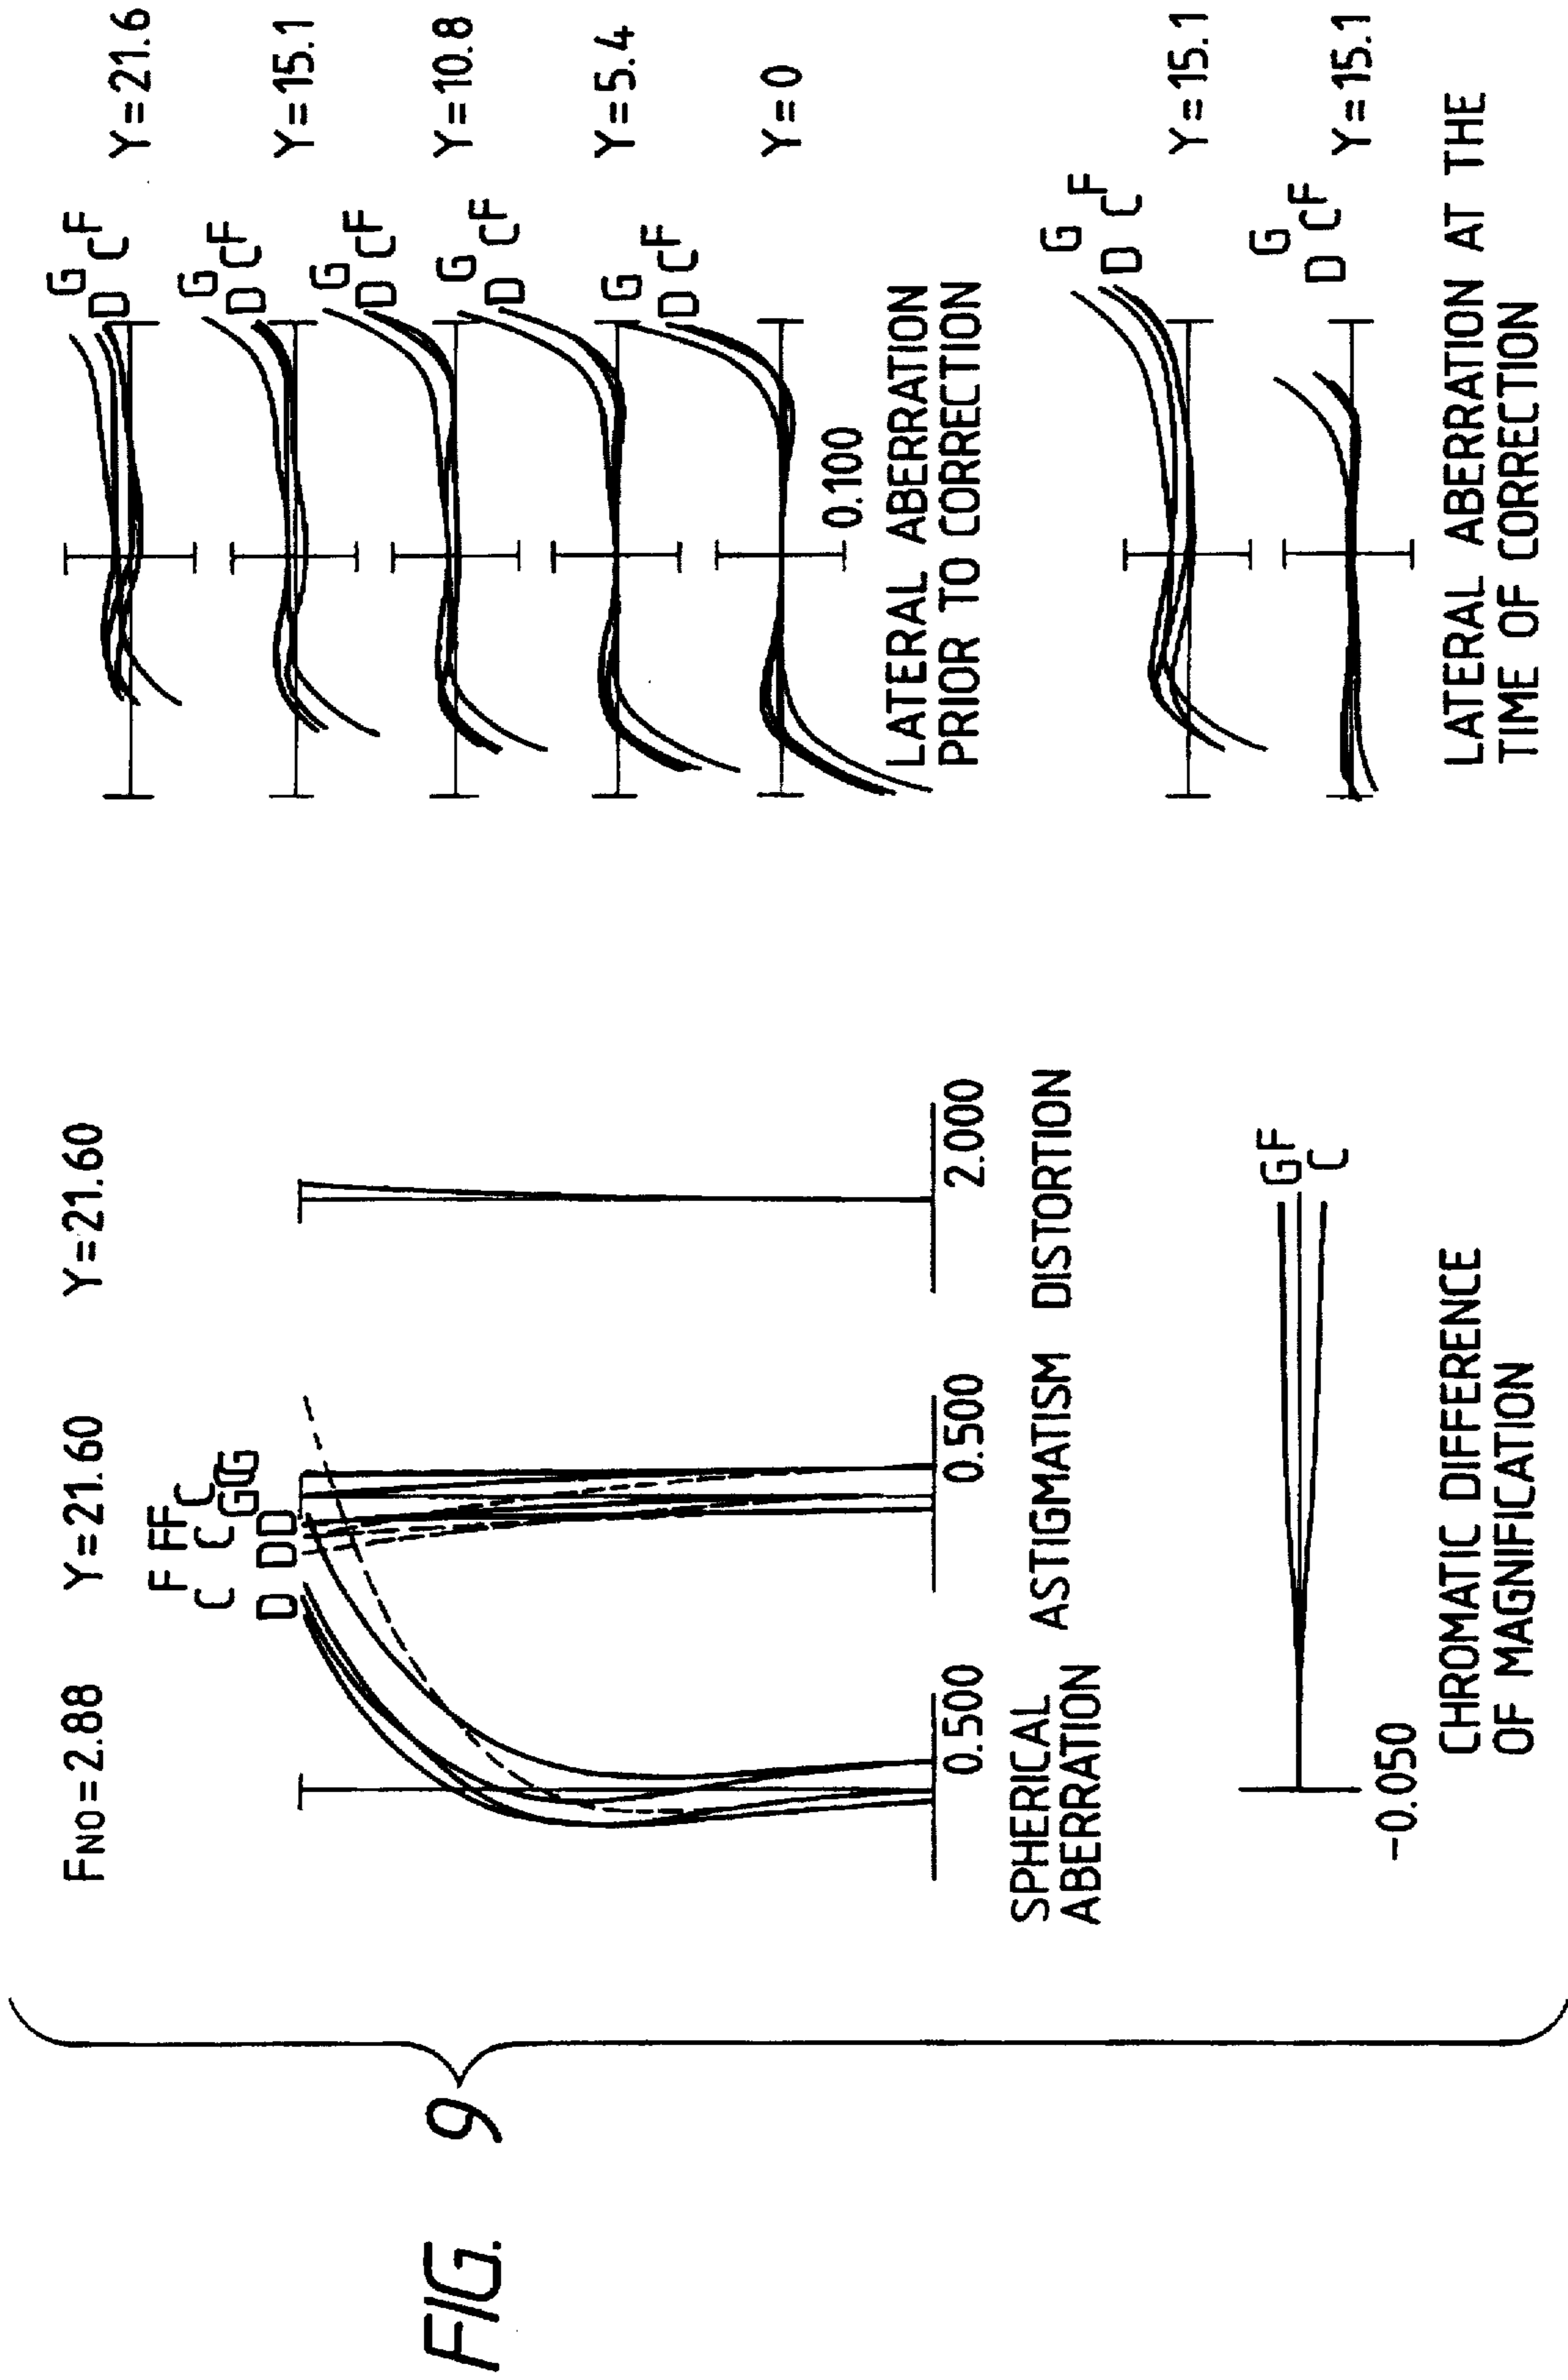 FIG. 9
FNO=2.88
Y=21.60
Y=21.60
F FF
C C C
G G G
D DD
0.500
0.500
2.000
SPHERICAL
ABERRATION
ASTIGMATISM
DISTORTION
G F
C
-0.050
CHROMATIC DIFFERENCE
OF MAGNIFICATION
G
D C F
Y=21.6
G
D C F
Y=15.1
G
D C F
Y=10.8
G
D C F
Y=5.4
G
D C F
Y=0
0.100
LATERAL ABERRATION
PRIOR TO CORRECTION
G
D C F
Y=15.1
G
D C F
Y=15.1
LATERAL ABERRATION AT THE
TIME OF CORRECTION